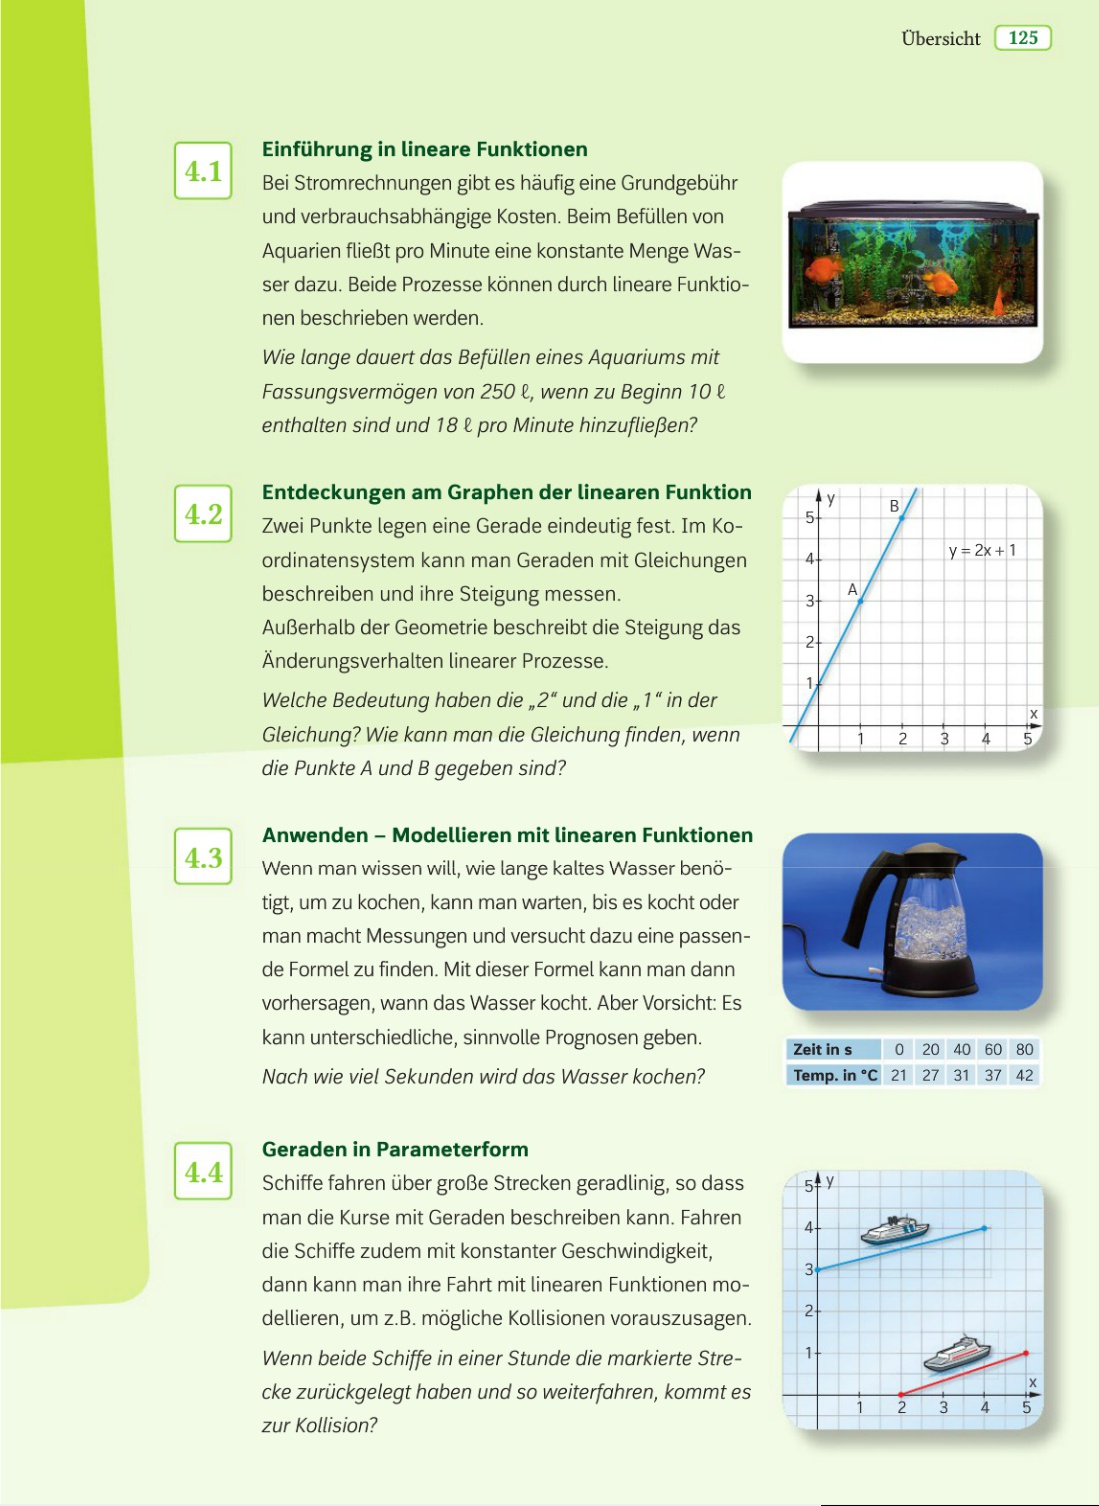 Übersicht 125
4.1
Einführung in lineare Funktionen
Bei Stromrechnungen gibt es häufig eine Grundgebühr
und verbrauchsabhängige Kosten. Beim Befüllen von
Aquarien fließt pro Minute eine konstante Menge Was-
ser dazu. Beide Prozesse können durch lineare Funktio-
nen beschrieben werden.
Wie lange dauert das Befüllen eines Aquariums mit
Fassungsvermögen von 250 ℓ, wenn zu Beginn 10 ℓ
enthalten sind und 18 ℓ pro Minute hinzufließen?
4.2
Entdeckungen am Graphen der linearen Funktion
Zwei Punkte legen eine Gerade eindeutig fest. Im Ko-
ordinatensystem kann man Geraden mit Gleichungen
beschreiben und ihre Steigung messen.
Außerhalb der Geometrie beschreibt die Steigung das
Änderungsverhalten linearer Prozesse.
Welche Bedeutung haben die „2“ und die „1“ in der
Gleichung? Wie kann man die Gleichung finden, wenn
die Punkte A und B gegeben sind?
y
5
B
y = 2x + 1
4
A
3
2
1
x
1 2 3 4 5
4.3
Anwenden – Modellieren mit linearen Funktionen
Wenn man wissen will, wie lange kaltes Wasser benö-
tigt, um zu kochen, kann man warten, bis es kocht oder
man macht Messungen und versucht dazu eine passen-
de Formel zu finden. Mit dieser Formel kann man dann
vorhersagen, wann das Wasser kocht. Aber Vorsicht: Es
kann unterschiedliche, sinnvolle Prognosen geben.
Nach wie viel Sekunden wird das Wasser kochen?
Zeit in s 0 20 40 60 80
Temp. in °C 21 27 31 37 42
4.4
Geraden in Parameterform
Schiffe fahren über große Strecken geradlinig, so dass
man die Kurse mit Geraden beschreiben kann. Fahren
die Schiffe zudem mit konstanter Geschwindigkeit,
dann kann man ihre Fahrt mit linearen Funktionen mo-
dellieren, um z.B. mögliche Kollisionen vorauszusagen.
Wenn beide Schiffe in einer Stunde die markierte Stre-
cke zurückgelegt haben und so weiterfahren, kommt es
zur Kollision?
5 y
4
3
2
1
x
1 2 3 4 5